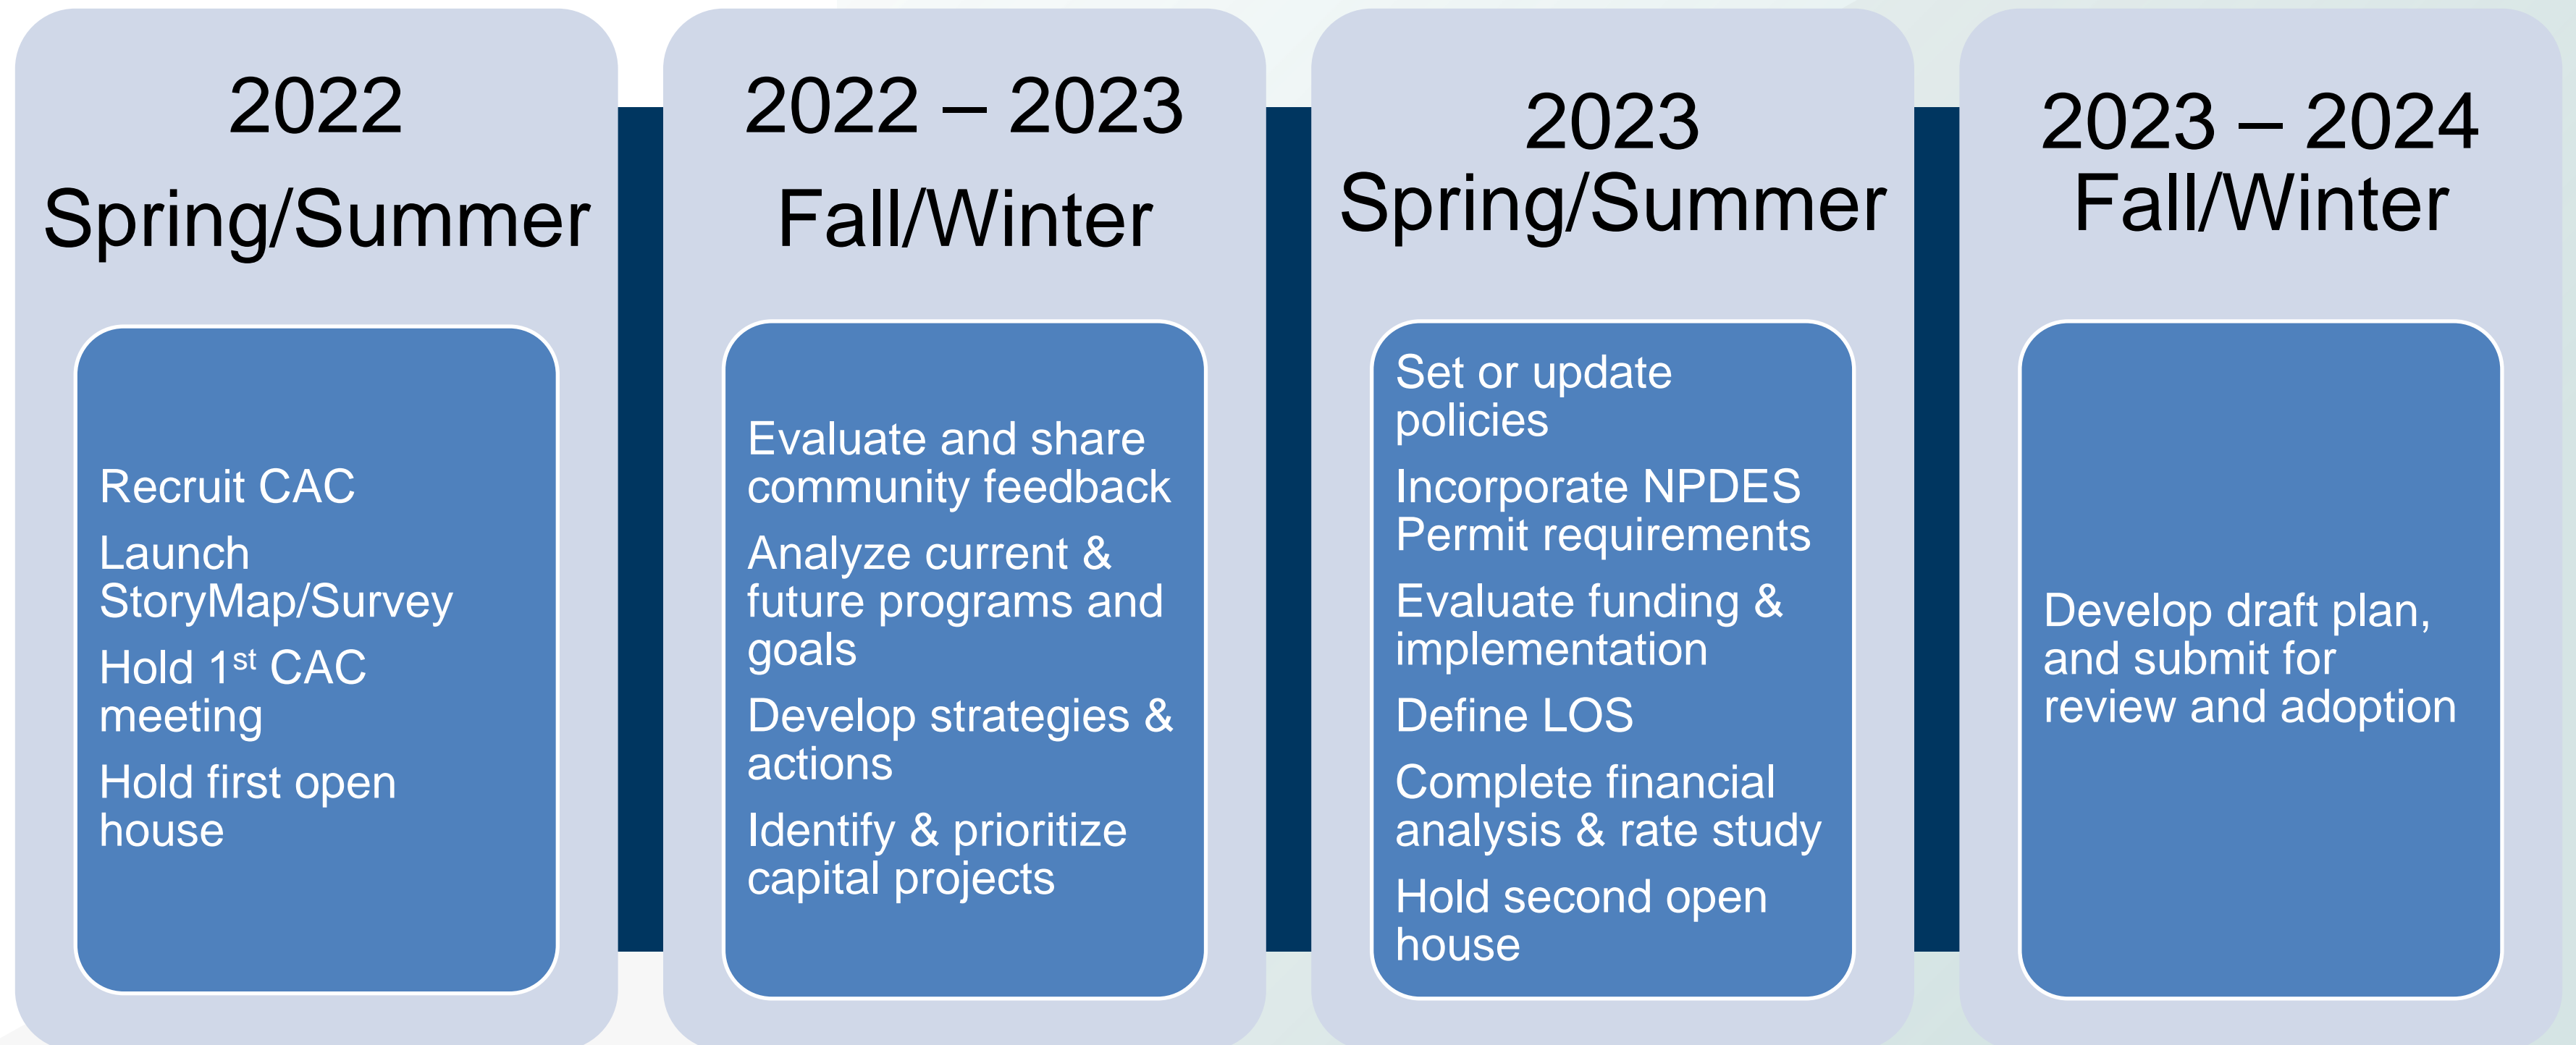 2022
Spring/Summer
Recruit CAC
Launch
StoryMap/Survey
Hold 1st CAC
meeting
Hold first open
house
2022 – 2023
Fall/Winter
Evaluate and share
community feedback
Analyze current &
future programs and
goals
Develop strategies &
actions
Identify & prioritize
capital projects
2023
Spring/Summer
Set or update
policies
Incorporate NPDES
Permit requirements
Evaluate funding &
implementation
Define LOS
Complete financial
analysis & rate study
Hold second open
house
2023 – 2024
Fall/Winter
Develop draft plan,
and submit for
review and adoption